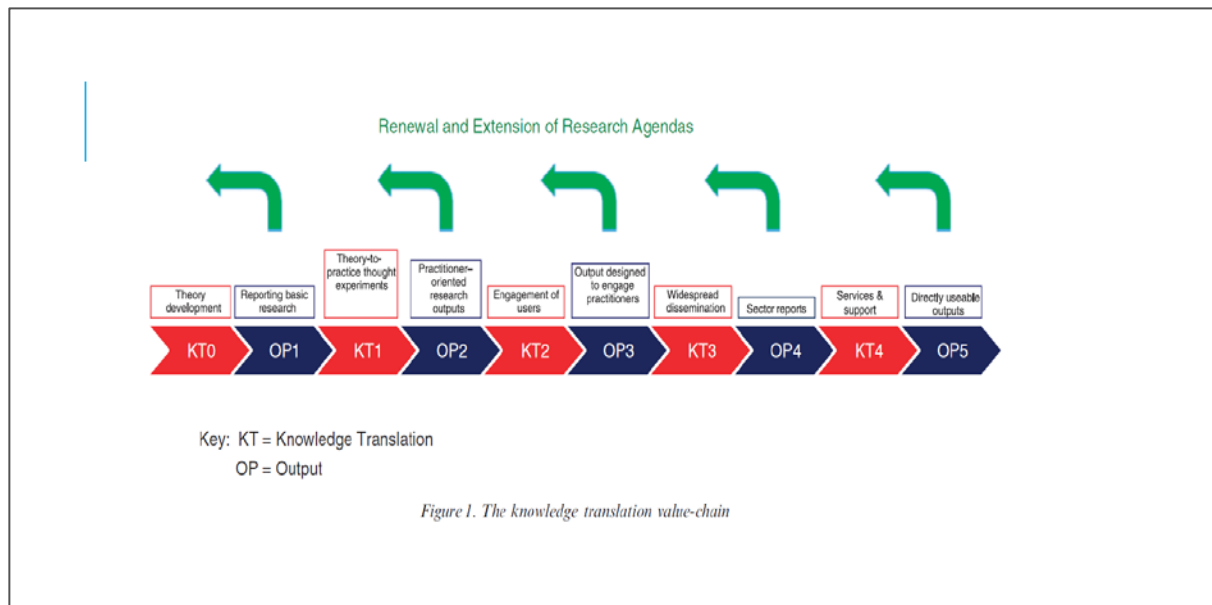 Renewal and Extension of Research Agendas
Theory
development
Reporting basic
research
Theory-to-
practice thought
experiments
Practitioner–
oriented
research
outputs
Engagement of
users
Output designed
to engage
practitioners
Widespread
dissemination
Sector reports
Services &
support
Directly useable
outputs
KT0
OP1
KT1
OP2
KT2
OP3
KT3
OP4
KT4
OP5
Key: KT = Knowledge Translation
OP = Output
Figure 1. The knowledge translation value-chain